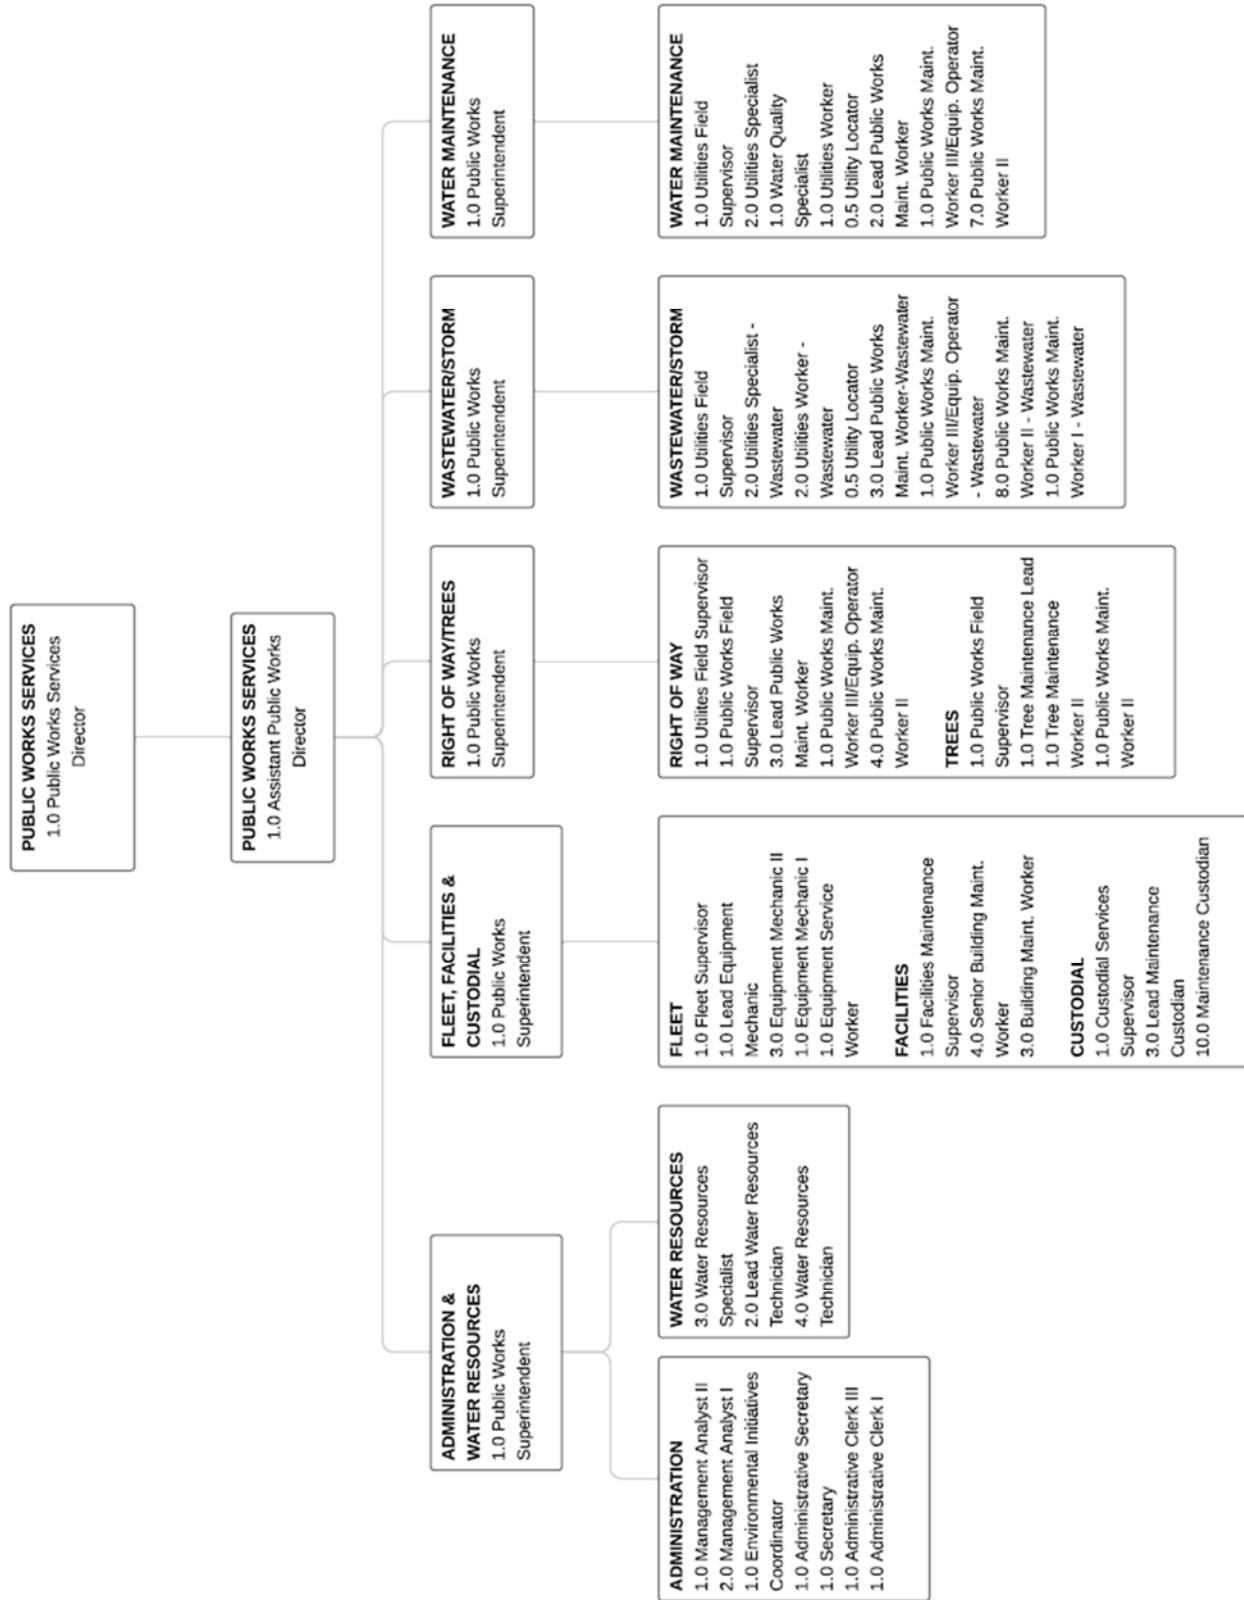 PUBLIC WORKS SERVICES
1.0 Public Works Services
Director
PUBLIC WORKS SERVICES
1.0 Assistant Public Works
Director
ADMINISTRATION &
WATER RESOURCES
1.0 Public Works
Superintendent
FLEET, FACILITIES &
CUSTODIAL
1.0 Public Works
Superintendent
RIGHT OF WAY/TREES
1.0 Public Works
Superintendent
WASTEWATER/STORM
1.0 Public Works
Superintendent
WATER MAINTENANCE
1.0 Public Works
Superintendent
ADMINISTRATION
1.0 Management Analyst II
2.0 Management Analyst I
1.0 Environmental Initiatives
Coordinator
1.0 Administrative Secretary
1.0 Secretary
1.0 Administrative Clerk III
1.0 Administrative Clerk I
WATER RESOURCES
3.0 Water Resources
Specialist
2.0 Lead Water Resources
Technician
4.0 Water Resources
Technician
FLEET
1.0 Fleet Supervisor
1.0 Lead Equipment
Mechanic
3.0 Equipment Mechanic II
1.0 Equipment Mechanic I
1.0 Equipment Service
Worker
FACILITIES
1.0 Facilities Maintenance
Supervisor
4.0 Senior Building Maint.
Worker
3.0 Building Maint. Worker
CUSTODIAL
1.0 Custodial Services
Supervisor
3.0 Lead Maintenance
Custodian
10.0 Maintenance Custodian
RIGHT OF WAY
1.0 Utilites Field Supervisor
1.0 Public Works Field
Supervisor
3.0 Lead Public Works
Maint. Worker
1.0 Public Works Maint.
Worker III/Equip. Operator
4.0 Public Works Maint.
Worker II
TREES
1.0 Public Works Field
Supervisor
1.0 Tree Maintenance Lead
1.0 Tree Maintenance
Worker II
1.0 Public Works Maint.
Worker II
WASTEWATER/STORM
1.0 Utilities Field
Supervisor
2.0 Utilities Specialist -
Wastewater
2.0 Utilities Worker -
Wastewater
0.5 Utility Locator
3.0 Lead Public Works
Maint. Worker-Wastewater
1.0 Public Works Maint.
Worker III/Equip. Operator
- Wastewater
8.0 Public Works Maint.
Worker II - Wastewater
1.0 Public Works Maint.
Worker I - Wastewater
WATER MAINTENANCE
1.0 Utilities Field
Supervisor
2.0 Utilities Specialist
1.0 Water Quality
Specialist
1.0 Utilities Worker
0.5 Utility Locator
2.0 Lead Public Works
Maint. Worker
1.0 Public Works Maint.
Worker III/Equip. Operator
7.0 Public Works Maint.
Worker II